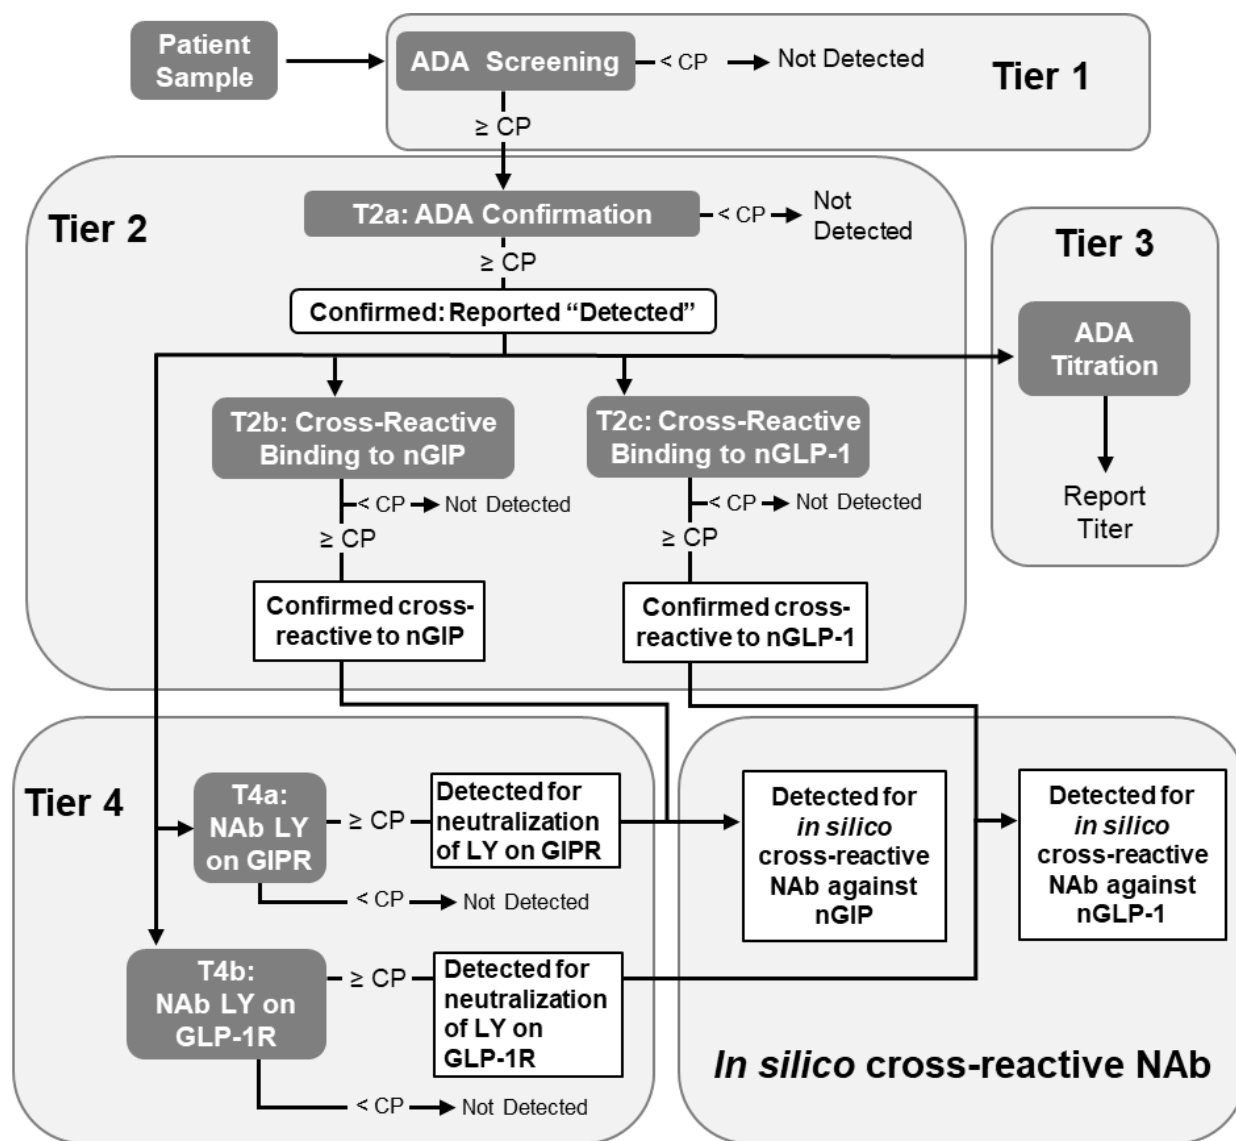 Patient
Sample
ADA Screening
< CP
Not Detected
Tier 1
≥ CP
Tier 2
T2a: ADA Confirmation
< CP
Not
Detected
≥ CP
Confirmed: Reported “Detected”
Tier 3
ADA
Titration
Report
Titer
T2b: Cross-Reactive
Binding to nGIP
< CP
Not Detected
≥ CP
Confirmed cross-
reactive to nGIP
T2c: Cross-Reactive
Binding to nGLP-1
< CP
Not Detected
≥ CP
Confirmed cross-
reactive to nGLP-1
Tier 4
T4a:
NAb LY
on GIPR
≥ CP
Detected for
neutralization
of LY on GIPR
< CP
Not Detected
T4b:
NAb LY on
GLP-1R
≥ CP
Detected for
neutralization
of LY on
GLP-1R
< CP
Not Detected
Detected for
in silico
cross-reactive
NAb against
nGIP
Detected for
in silico
cross-reactive
NAb against
nGLP-1
In silico cross-reactive NAb